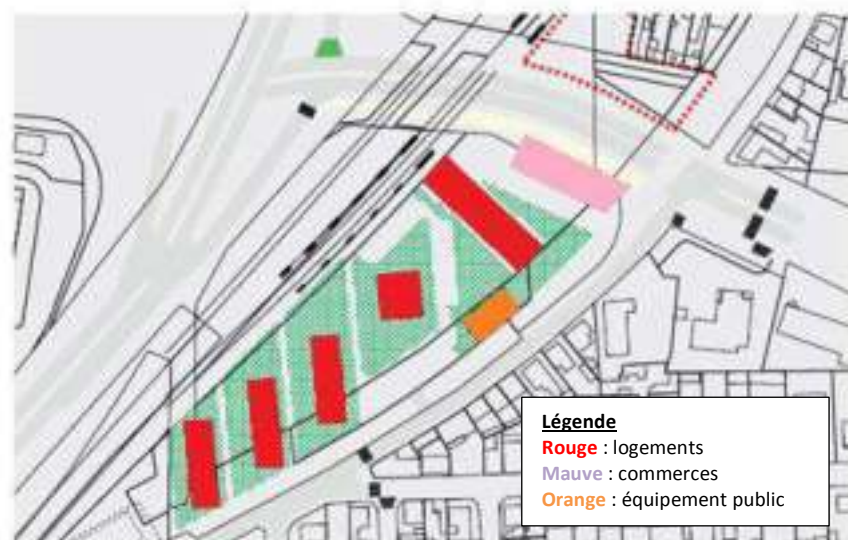 Légende
Rouge : logements
Mauve : commerces
Orange : équipement public